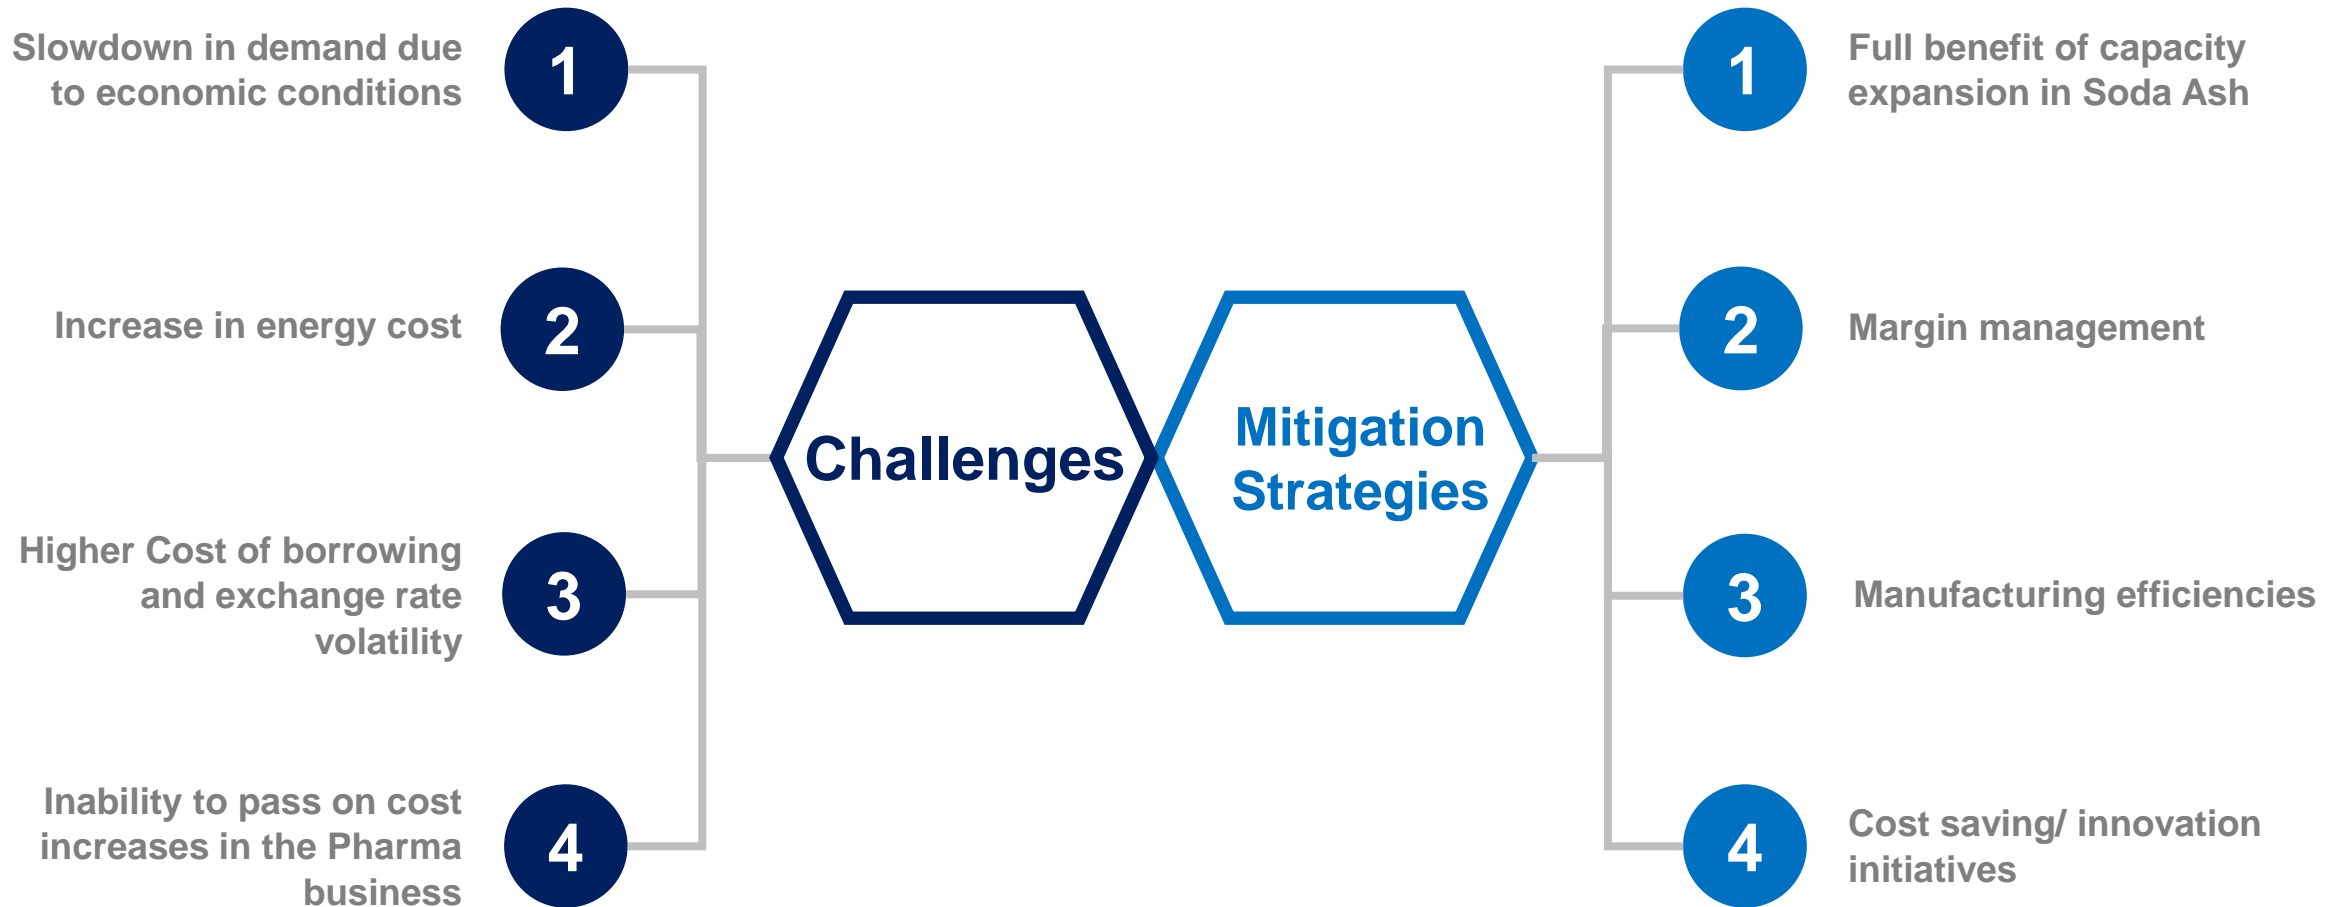 Slowdown in demand due
to economic conditions
1
Increase in energy cost
2
Higher Cost of borrowing
and exchange rate
volatility
3
Inability to pass on cost
increases in the Pharma
business
4
Challenges
Mitigation
Strategies
1
Full benefit of capacity
expansion in Soda Ash
2
Margin management
3
Manufacturing efficiencies
4
Cost saving/ innovation
initiatives